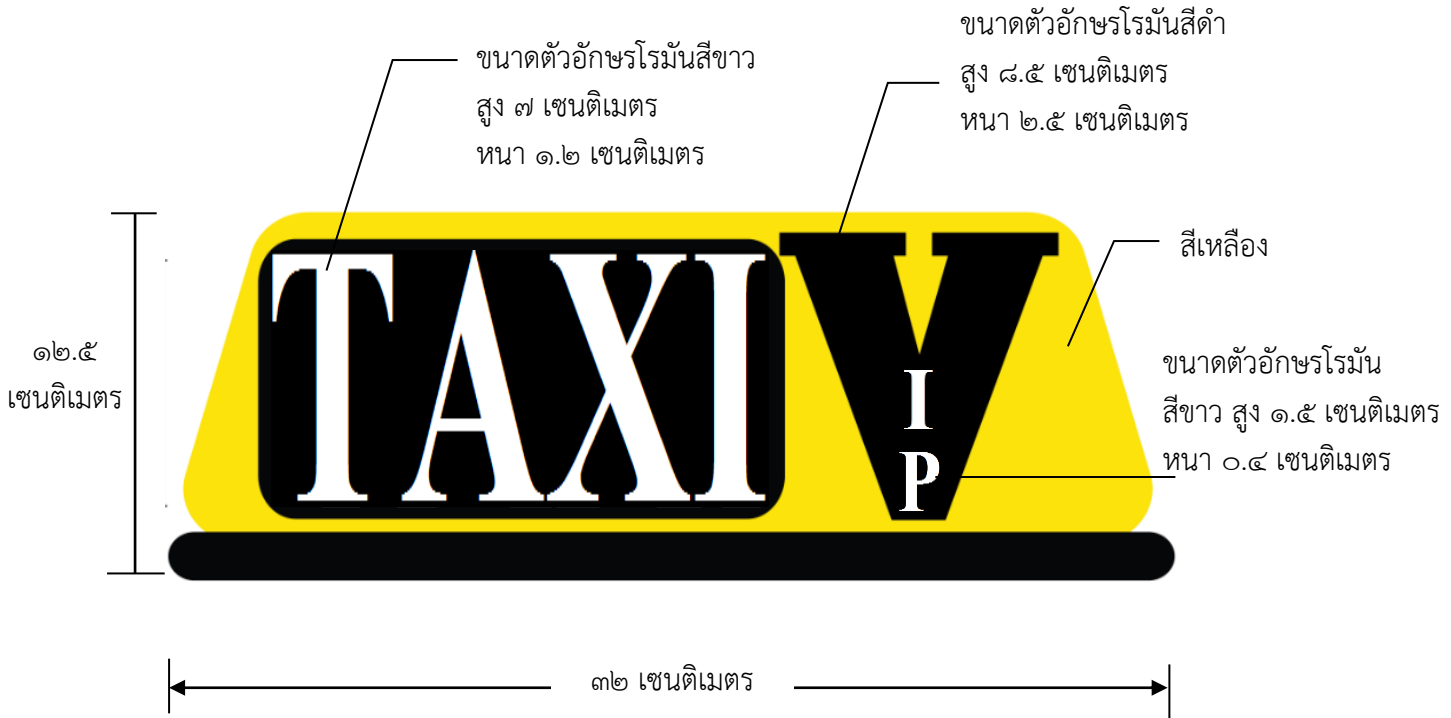 ขนาดตัวอักษรโรมันสีขาว
สูง ๗ เซนติเมตร
หนา ๑.๒ เซนติเมตร
ขนาดตัวอักษรโรมันสีดำ
สูง ๘.๕ เซนติเมตร
หนา ๒.๕ เซนติเมตร
สีเหลือง
๑๒.๕
เซนติเมตร
TAXI
V
I
P
ขนาดตัวอักษรโรมัน
สีขาว สูง ๑.๕ เซนติเมตร
หนา ๐.๔ เซนติเมตร
๓๒ เซนติเมตร